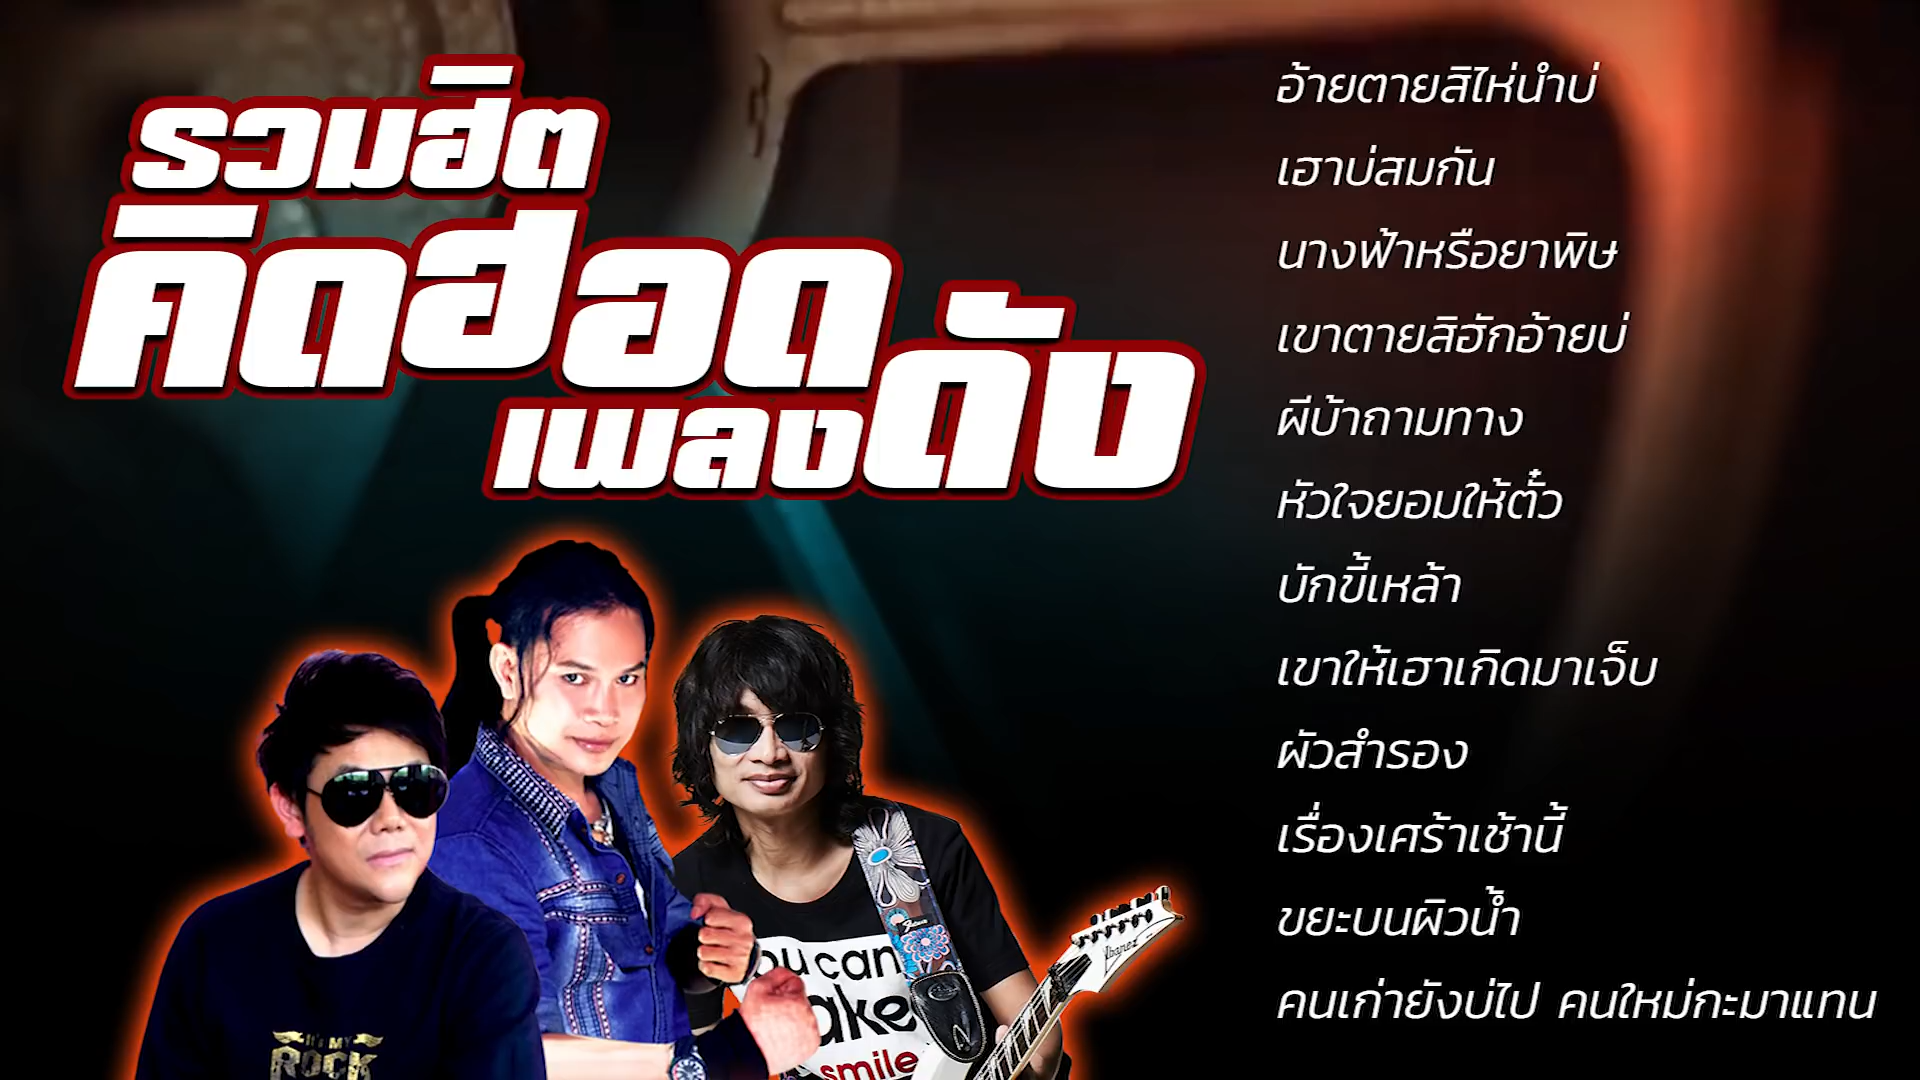 รวมฮิต
คิดฮอด
เพลงดัง
อ้ายตายสิไห่นำบ่
เฮาบ่สมกัน
นางฟ้าหรือยาพิษ
เขาตายสิฮักอ้ายบ่
ผีบ้าถามทาง
หัวใจยอมให้ตั๋ว
บักขี้เหล้า
เขาให้เฮาเกิดมาเจ็บ
ผัวสำรอง
เรื่องเศร้าเช้านี้
ขยะบนผิวน้ำ
คนเก่ายังบ่ไป คนใหม่กะมาแทน
IT'S MY
ROCK
ou can
ake
smile
Ibanez